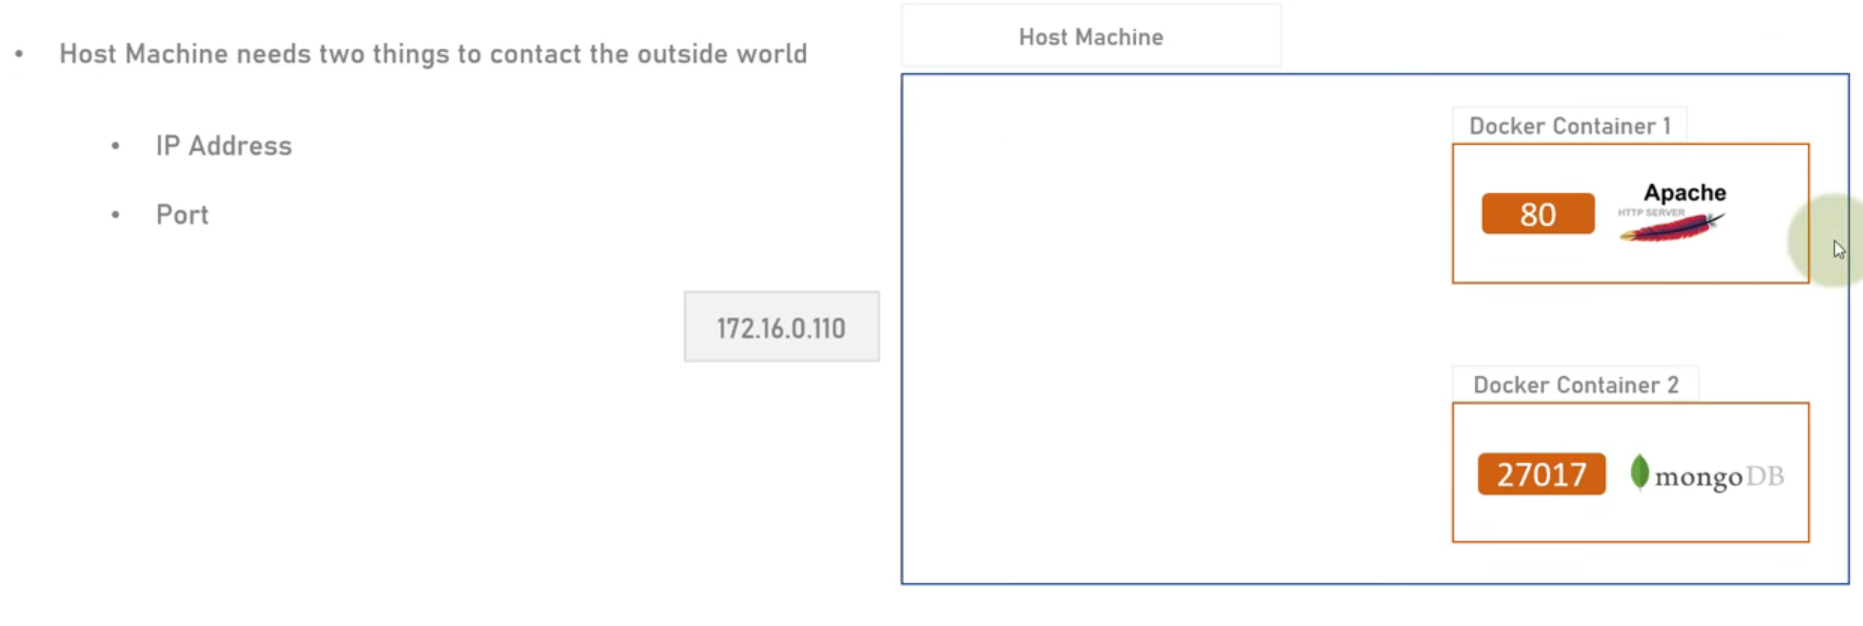 Host Machine needs two things to contact the outside world
IP Address
Port
172.16.0.110
Host Machine
Docker Container 1
80
Apache
HTTP SERVER
Docker Container 2
27017
mongoDB